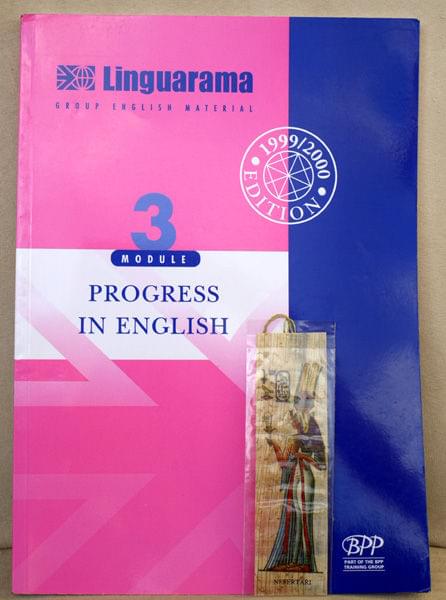 Linguarama
GROUP ENGLISH MATERIAL
1999/2000
EDITION
3
MODULE
PROGRESS
IN ENGLISH
NEFERTARI
BPP
PART OF THE BPP
TRAINING GROUP